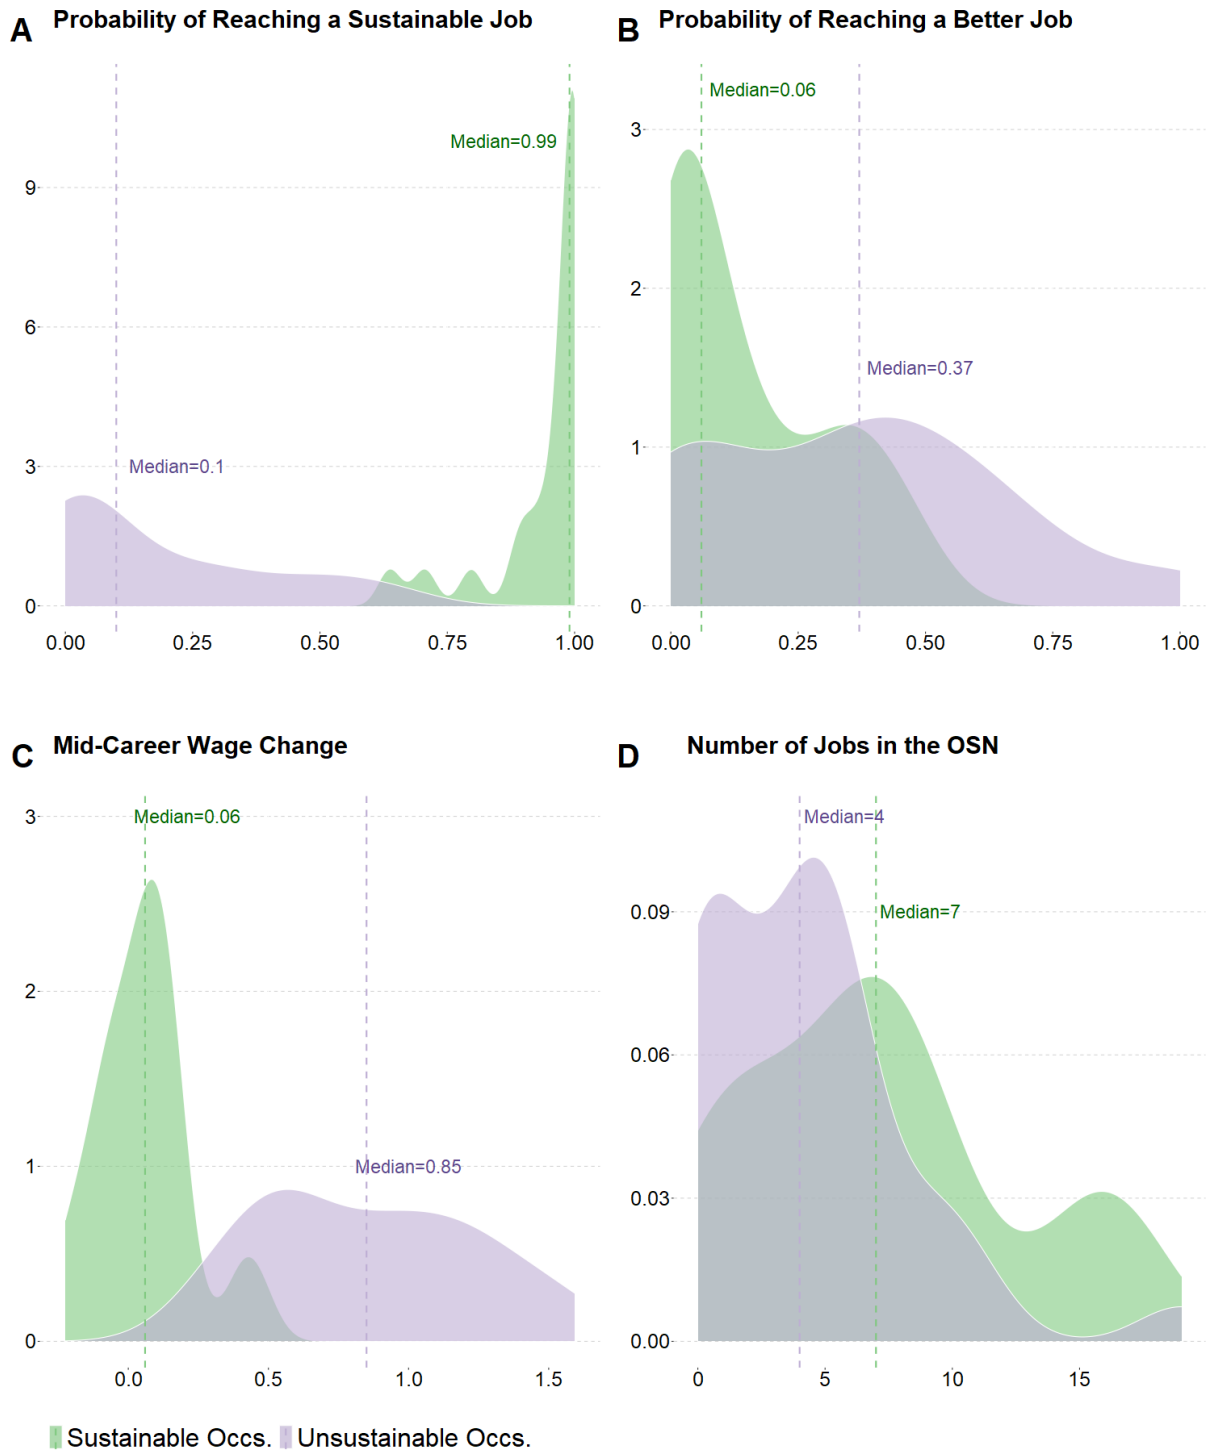 A Probability of Reaching a Sustainable Job
Median=0.99
Median=0.1
9
6
3
0
0.00 0.25 0.50 0.75 1.00
B Probability of Reaching a Better Job
Median=0.06
Median=0.37
3
2
1
0
0.00 0.25 0.50 0.75 1.00
C Mid-Career Wage Change
Median=0.06
Median=0.85
3
2
1
0
0.0 0.5 1.0 1.5
D Number of Jobs in the OSN
Median=4
Median=7
0.09
0.06
0.03
0.00
0 5 10 15
Sustainable Occs. Unsustainable Occs.